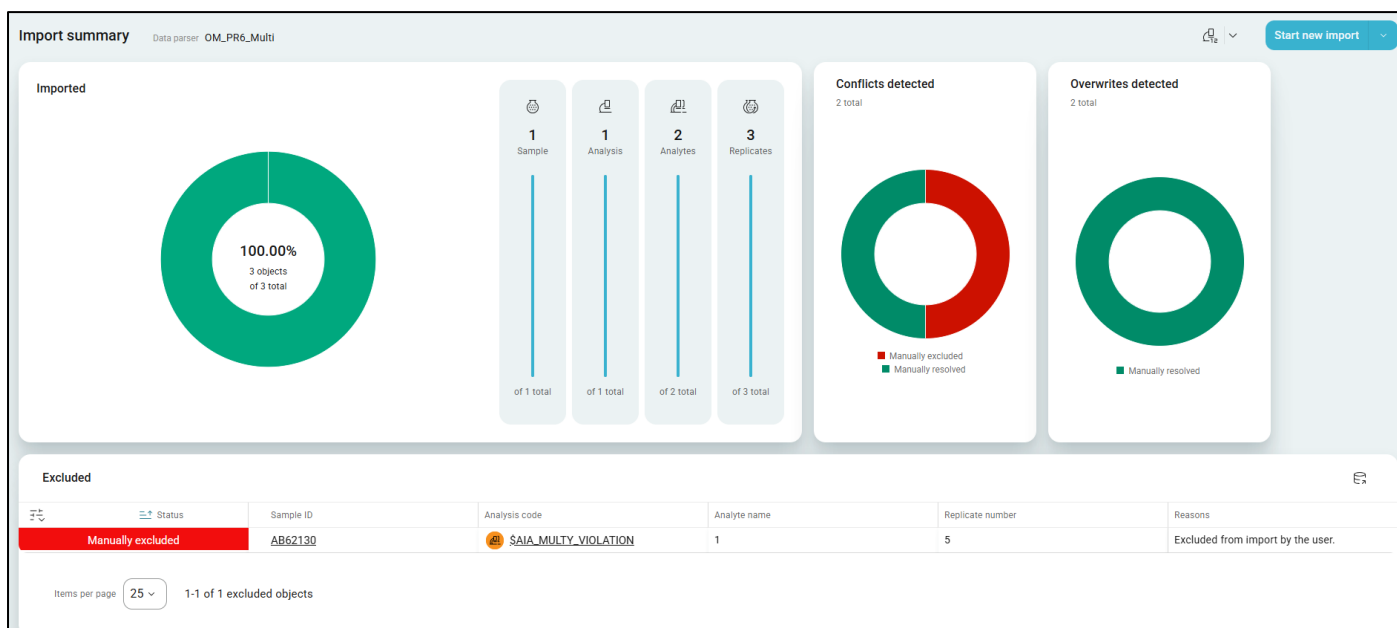 Import summary
Data parser OM_PR6_Multi
Start new import
Imported
100.00%
3 objects
of 3 total
1
Sample
of 1 total
1
Analysis
of 1 total
2
Analytes
of 2 total
3
Replicates
of 3 total
Conflicts detected
2 total
Manually excluded
Manually resolved
Overwrites detected
2 total
Manually resolved
Excluded
Status Sample ID Analysis code Analyte name Replicate number Reasons
Manually excluded AB62130 $AIA_MULTY_VIOLATION 1 5 Excluded from import by the user.
Items per page 25 1-1 of 1 excluded objects